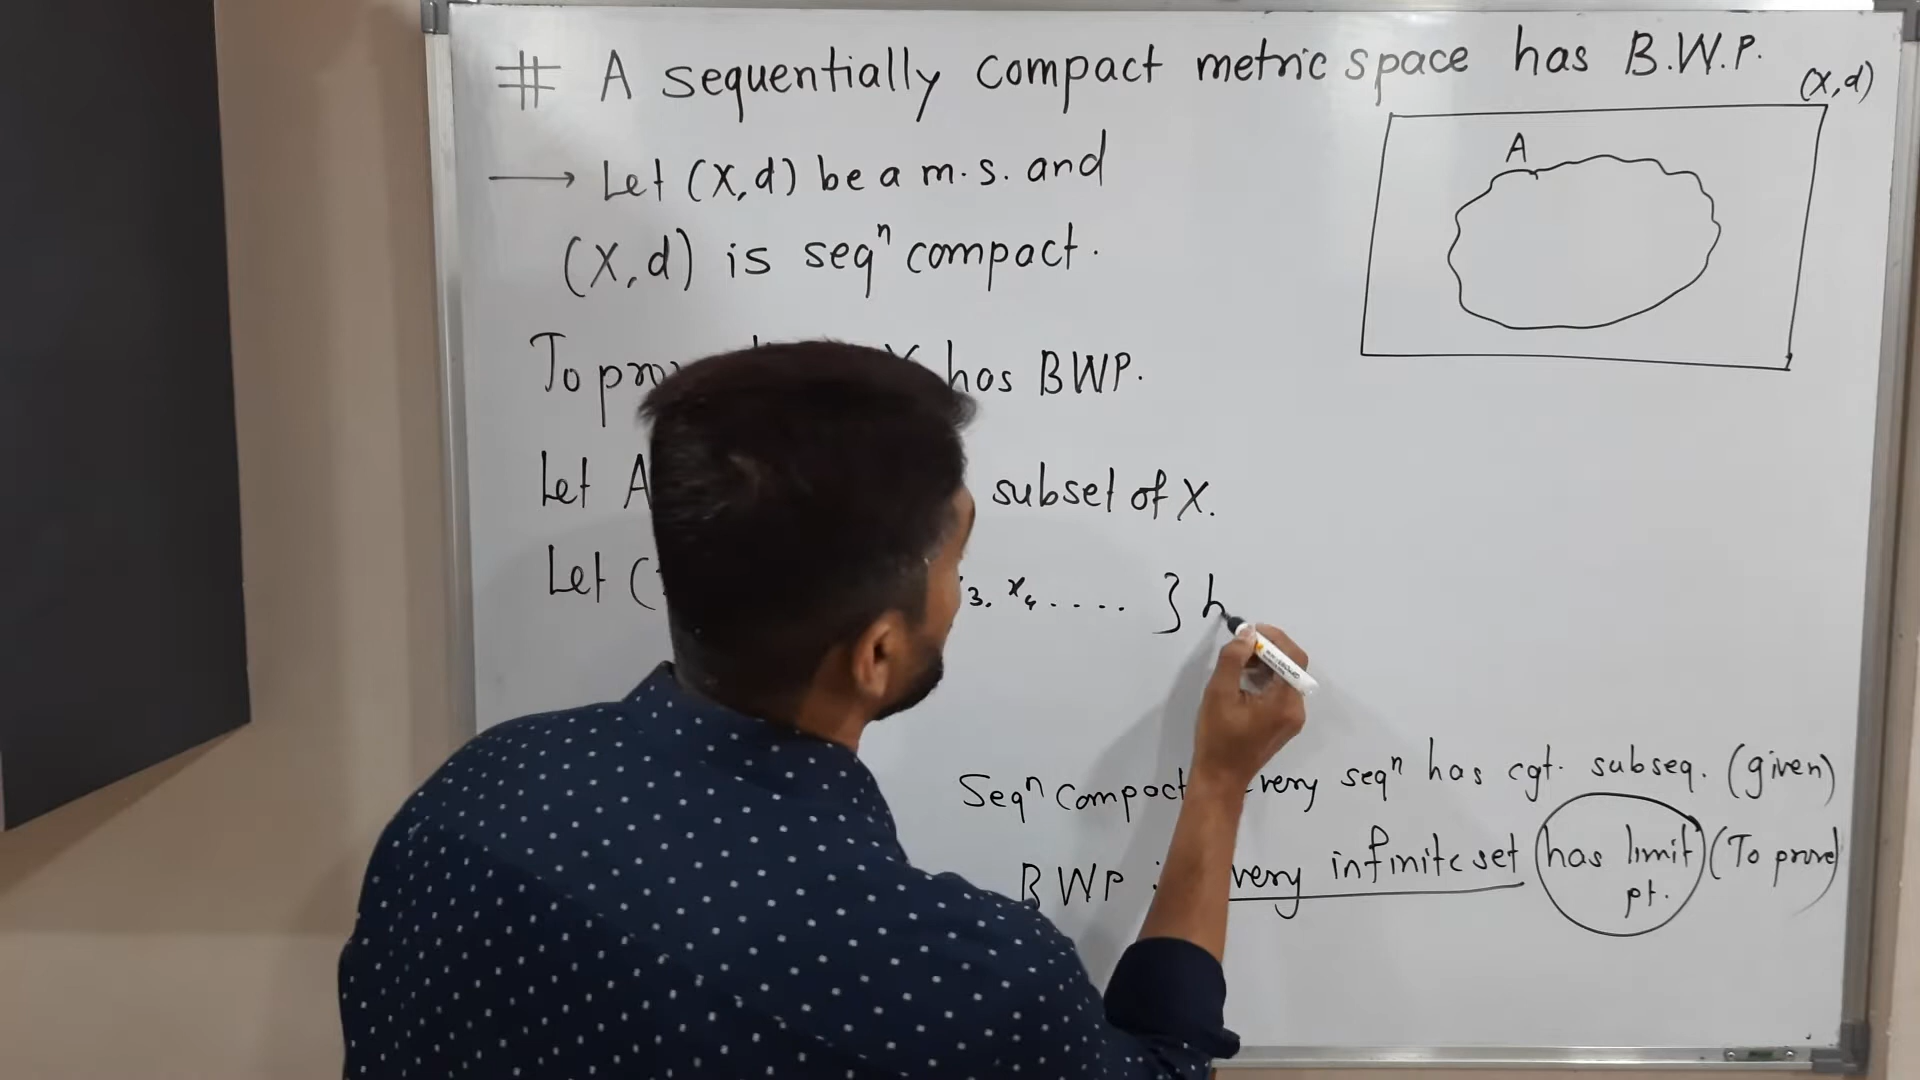 # A sequentially compact metric space has B.W.P.
(X,d)
A
→ Let (X,d) be a m.s. and
(X,d) is seqⁿ compact.
To has BWP.
Let A subset of X.
Let ( 3, x₄ .... } h
Seqⁿ compact very seqⁿ has cgt. subseq. (given)
BWP : very infinite set has limit pt. (To prove)